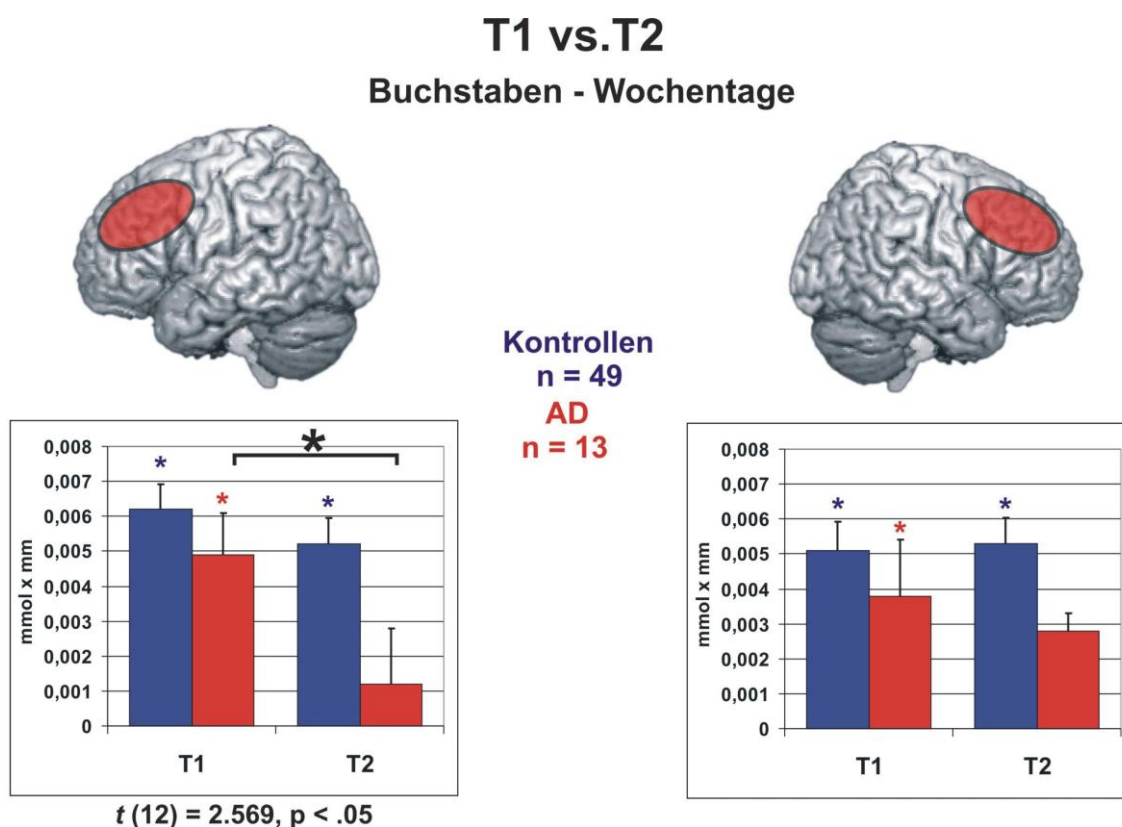 T1 vs.T2
Buchstaben - Wochentage
Kontrollen
n = 49
AD
n = 13
0,008
0,007
0,006
0,005
0,004
0,003
0,002
0,001
0
mmol x mm
*
*
*
*
T1
T2
t (12) = 2.569, p < .05
0,008
0,007
0,006
0,005
0,004
0,003
0,002
0,001
0
mmol x mm
*
*
*
T1
T2